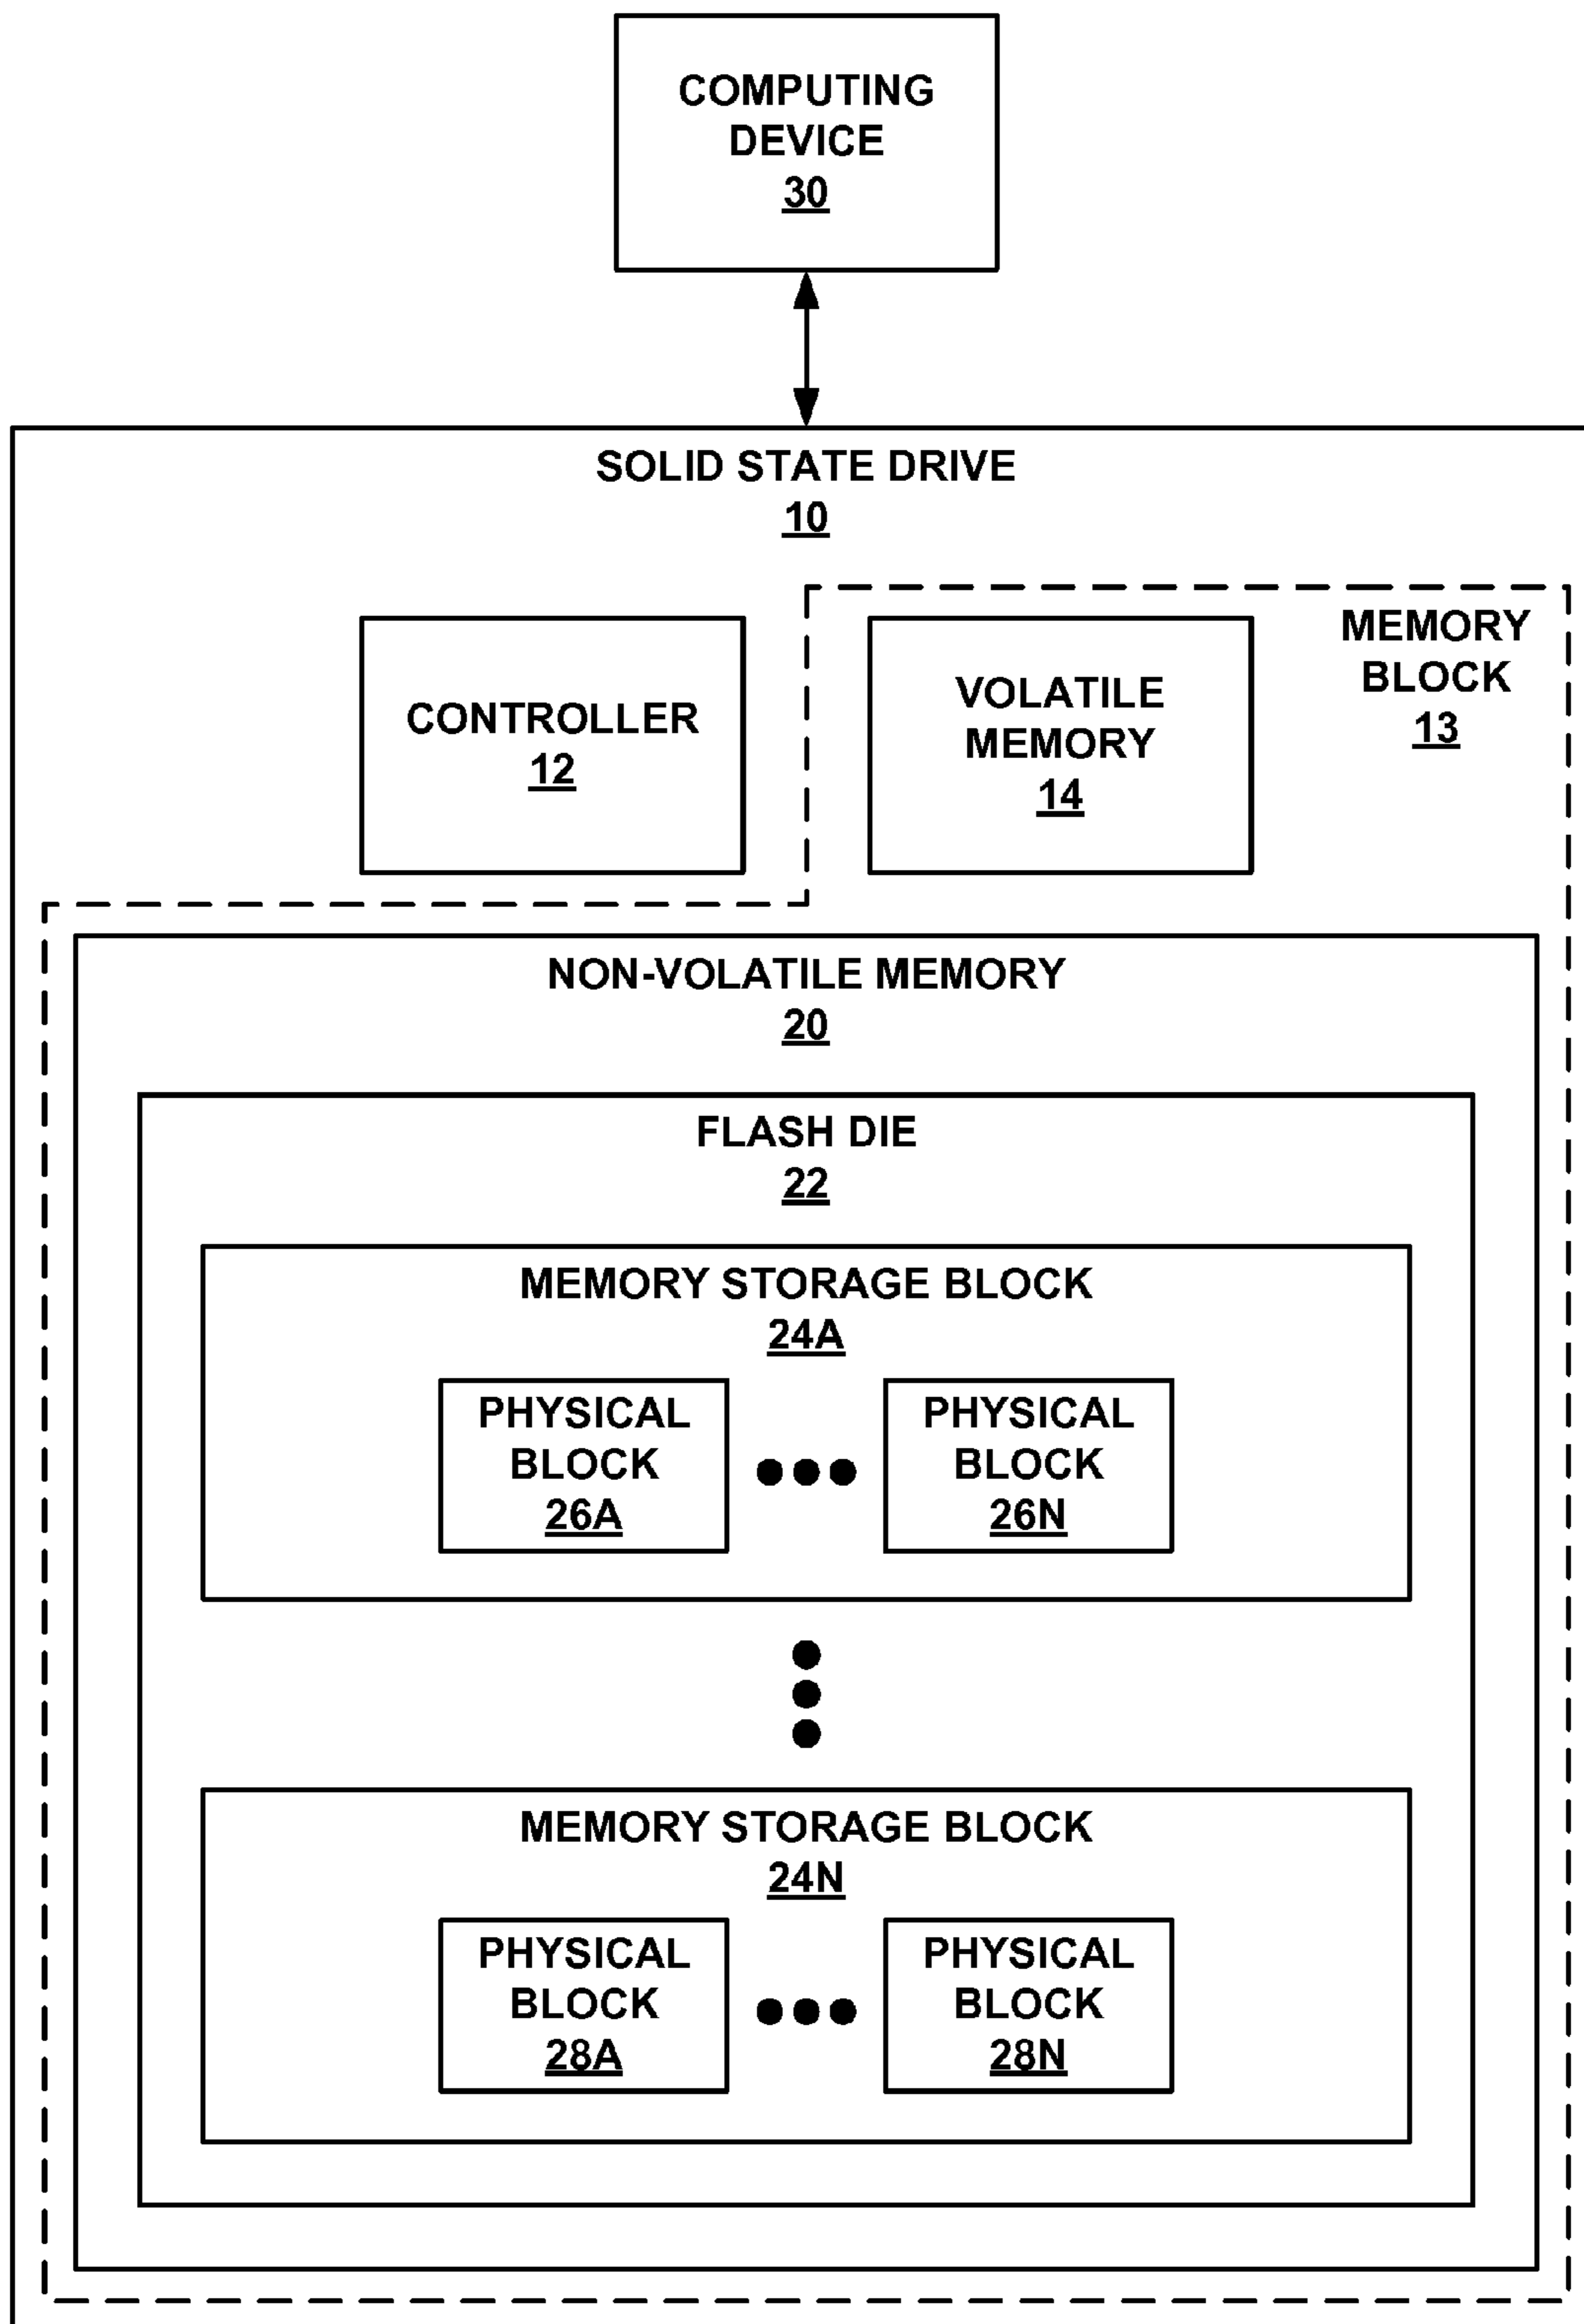 COMPUTING
DEVICE
30
SOLID STATE DRIVE
10
CONTROLLER
12
VOLATILE
MEMORY
14
MEMORY
BLOCK
13
NON-VOLATILE MEMORY
20
FLASH DIE
22
MEMORY STORAGE BLOCK
24A
PHYSICAL
BLOCK
26A
PHYSICAL
BLOCK
26N
MEMORY STORAGE BLOCK
24N
PHYSICAL
BLOCK
28A
PHYSICAL
BLOCK
28N